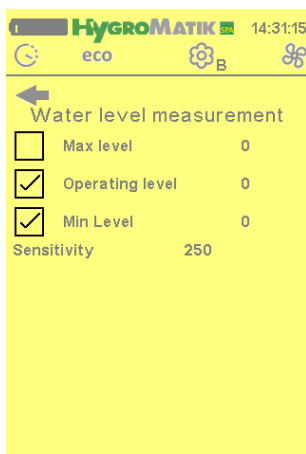 HYGROMATIK SPA 14:31:15
eco B
Water level measurement
Max level 0
Operating level 0
Min Level 0
Sensitivity 250